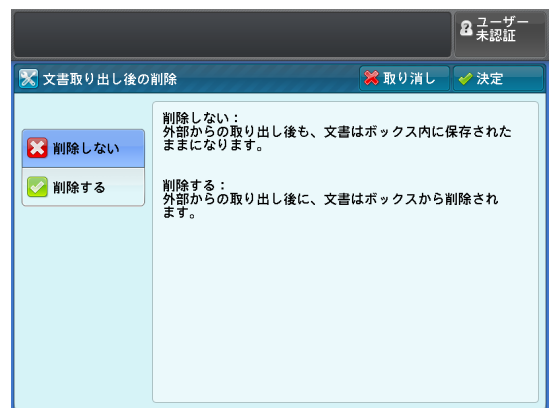 ユーザー
未認証
文書取り出し後の削除
取り消し
決定
削除しない
削除する
削除しない：
外部からの取り出し後も、文書はボックス内に保存された
ままになります。
削除する：
外部からの取り出し後に、文書はボックスから削除され
ます。